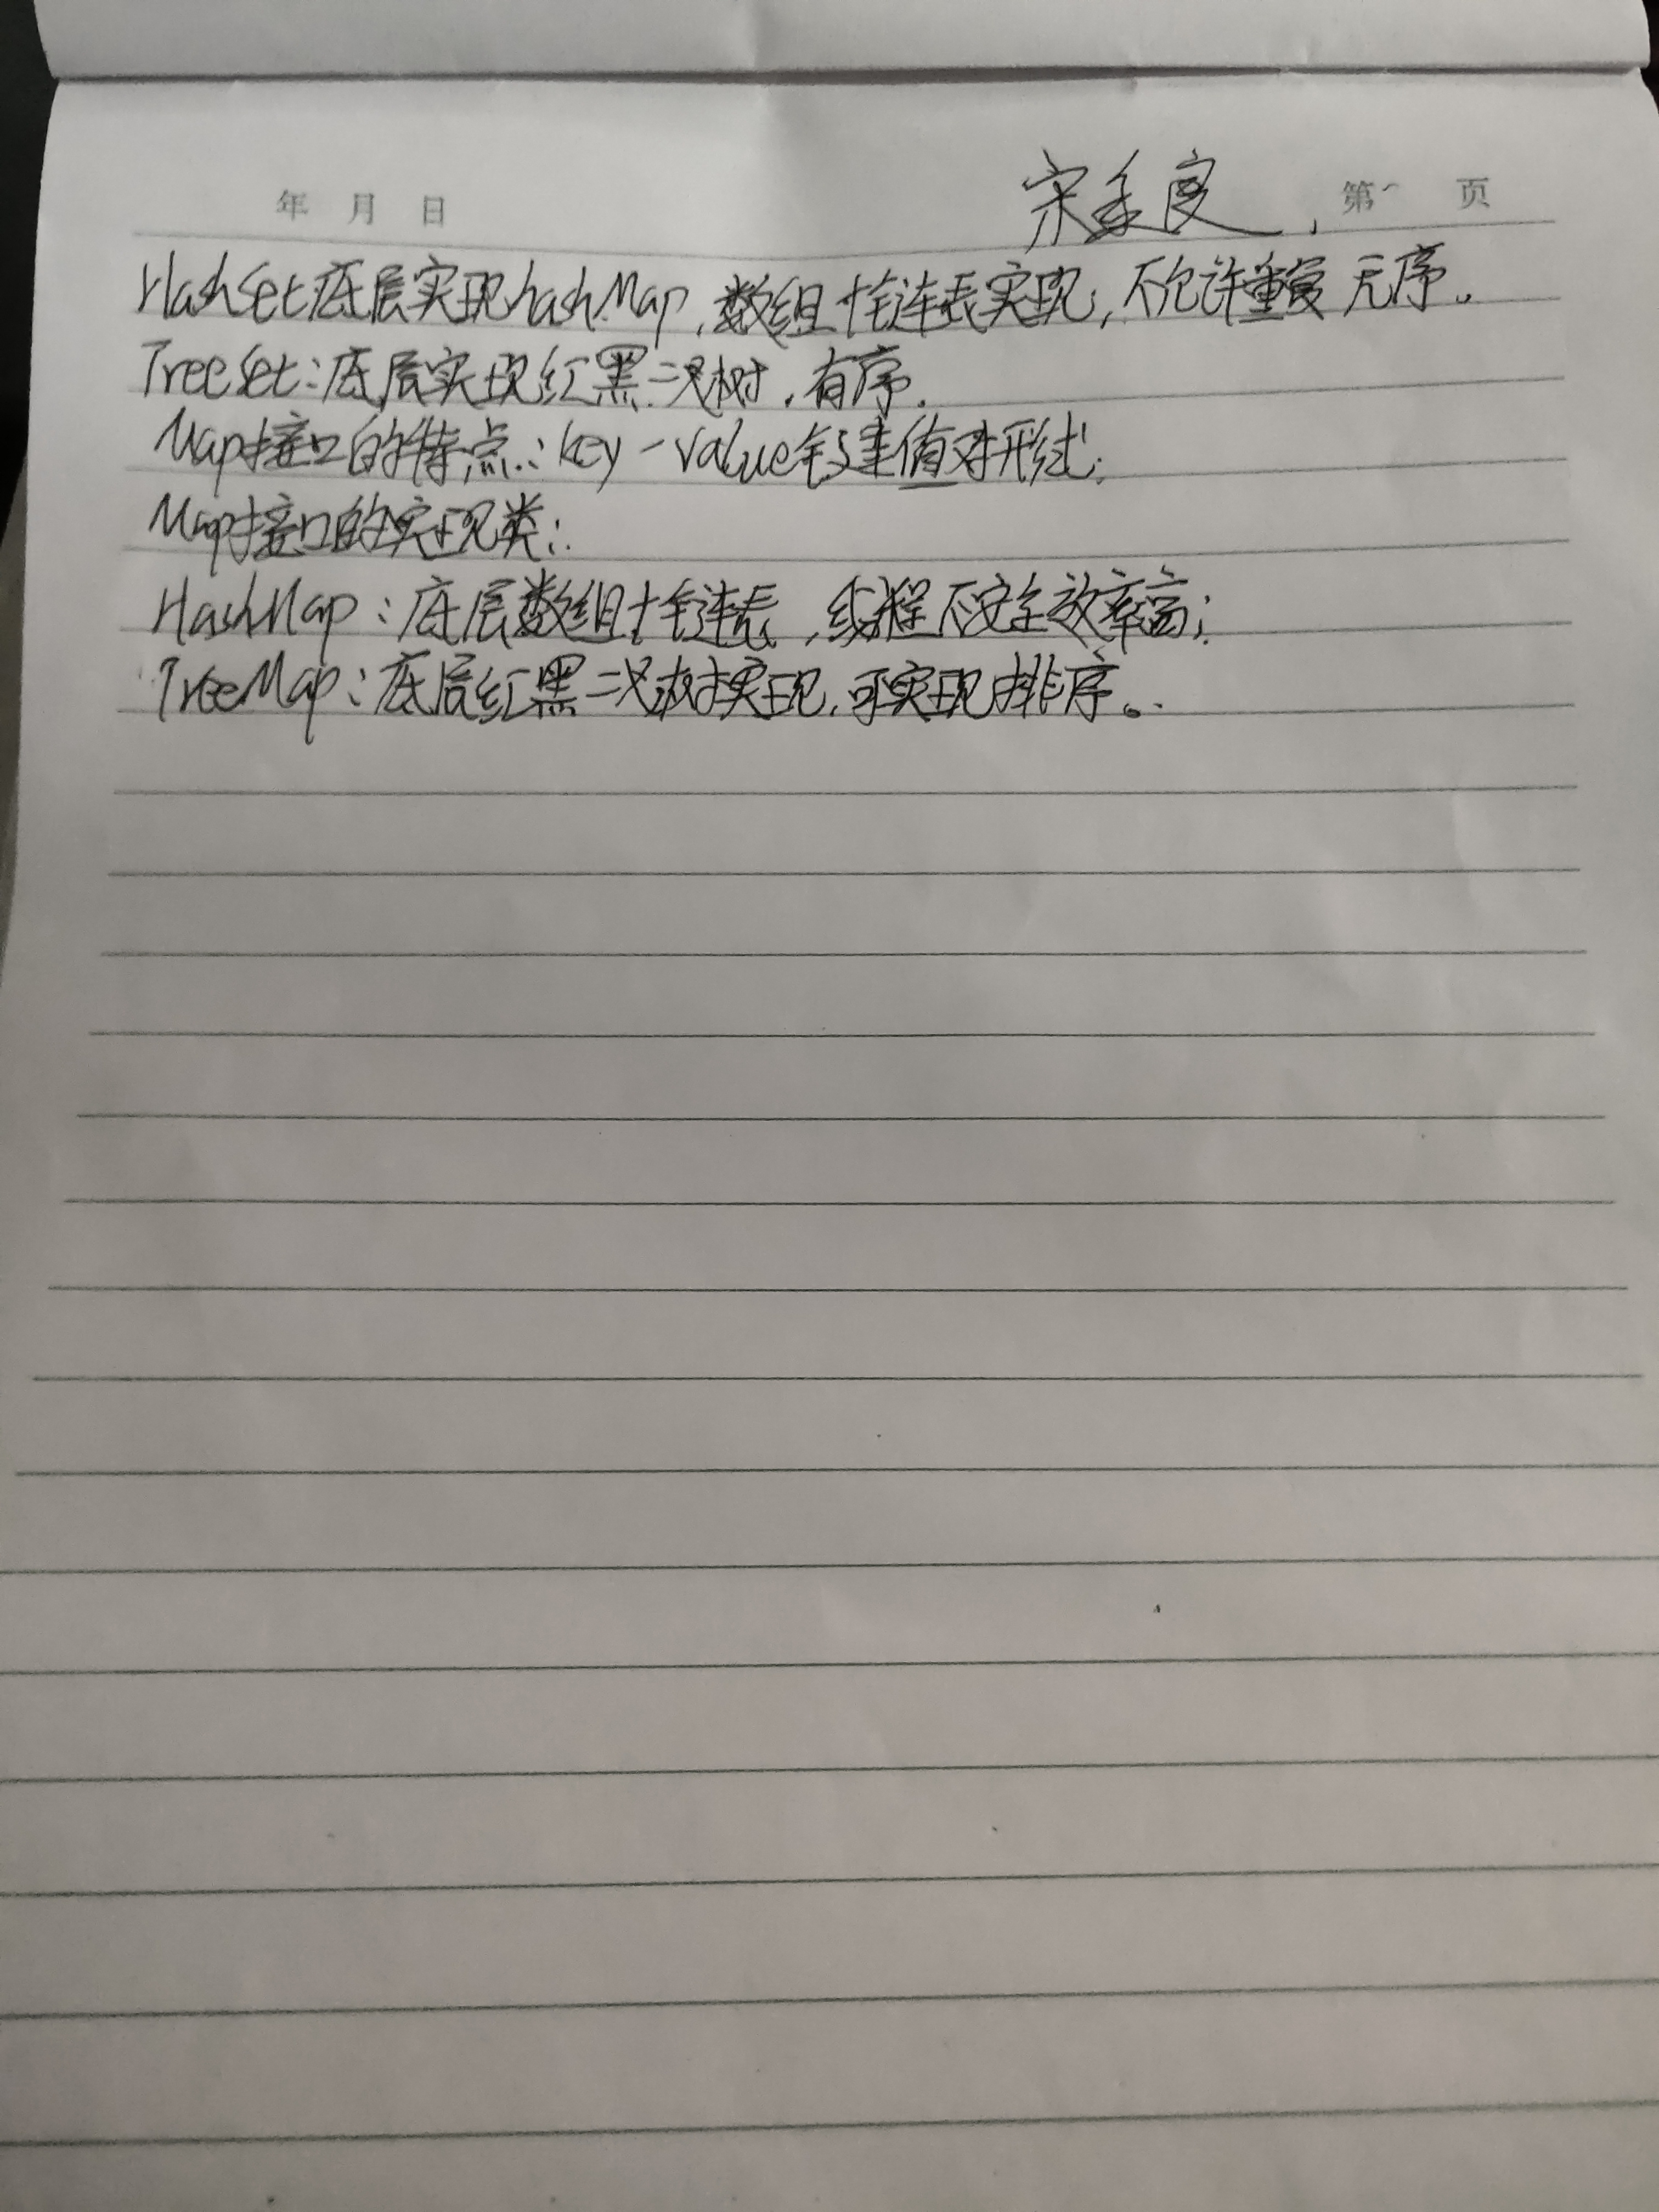 年 月 日 宋 良 第 页
HashSet底层实现hashMap,数组+链表实现,不允许重复 无序。
TreeSet:底层实现红黑二叉树,有序.
Map接口的特点:key-value键值对形式;
Map接口的实现类:
HashMap:底层数组+链表,线程不安全效率高;
TreeMap:底层红黑二叉树实现,可实现排序。